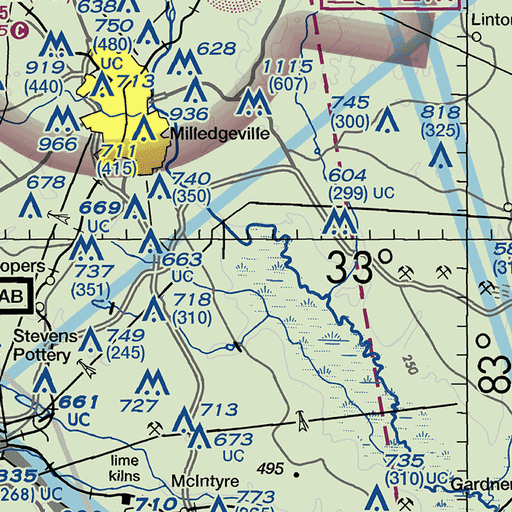 638
750
(480)
UC
Linton
919
(440)
713
628
1115
(607)
936
745
(300)
818
(325)
966
Milledgeville
711
(415)
678
740
(350)
604
(299) UC
669
UC
663
UC
737
(351)
33°
opers
AB
718
(310)
Stevens
Pottery
749
(245)
250
83°
661
UC
727
713
673
UC
lime
kilns
McIntyre
495
735
(310) UC
Gardner
835
(268) UC
710
773